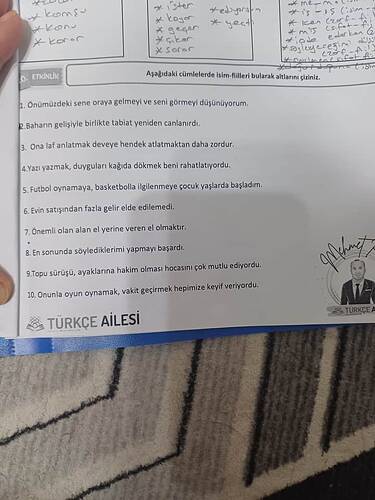 * komşu
* konu
* karar
* ister
* koşar
* geçer
* çıkar
* sorar
* ediyorum
* yeni
D- ETKİNLİK
Aşağıdaki cümlelerde isim-fiilleri bularak altlarını çiziniz.
1. Önümüzdeki sene oraya gelmeyi ve seni görmeyi düşünüyorum.
2.Baharın gelişiyle birlikte tabiat yeniden canlanırdı.
3. Ona laf anlatmak deveye hendek atlatmaktan daha zordur.
4.Yazı yazmak, duyguları kağıda dökmek beni rahatlatıyordu.
5. Futbol oynamaya, basketbolla ilgilenmeye çocuk yaşlarda başladım.
6. Evin satışından fazla gelir elde edilemedi.
7. Önemli olan alan el yerine veren el olmaktır.
8. En sonunda söylediklerimi yapmayı başardı.
9.Topu sürüşü, ayaklarına hakim olması hocasını çok mutlu ediyordu.
10. Onunla oyun oynamak, vakit geçirmek hepimize keyif veriyordu.
TÜRKÇE AİLESİ
TÜRKÇE